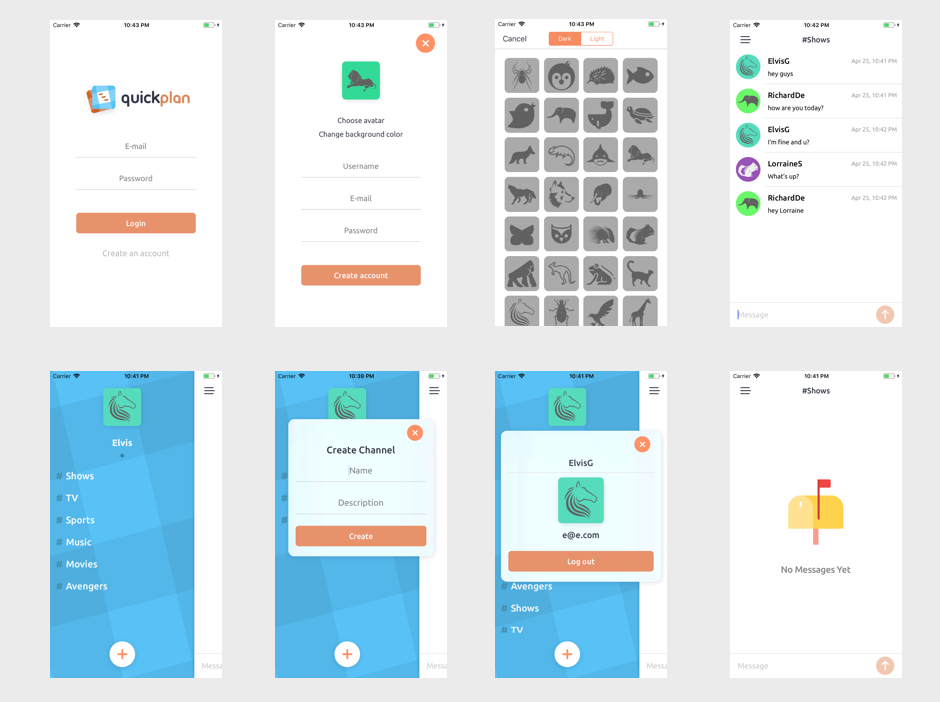 Carrier 10:43 PM
quickplan
E-mail
Password
Login
Create an account
Carrier 10:43 PM
Choose avatar
Change background color
Username
E-mail
Password
Create account
Carrier 10:43 PM
Cancel Dark Light
Carrier 10:42 PM
#Shows
ElvisG Apr 25, 10:41 PM
hey guys
RichardDe Apr 25, 10:41 PM
how are you today?
ElvisG Apr 25, 10:42 PM
I'm fine and u?
LorraineS Apr 25, 10:42 PM
What's up?
RichardDe Apr 25, 10:42 PM
hey Lorraine
Message
Carrier 10:41 PM
Elvis
# Shows
# TV
# Sports
# Music
# Movies
# Avengers
+
Messa
Carrier 10:39 PM
Create Channel
Name
Description
Create
#
#
#
+
Messa
Carrier 10:41 PM
ElvisG
e@e.com
Log out
# Avengers
# Shows
# TV
+
Messa
Carrier 10:41 PM
#Shows
No Messages Yet
Message